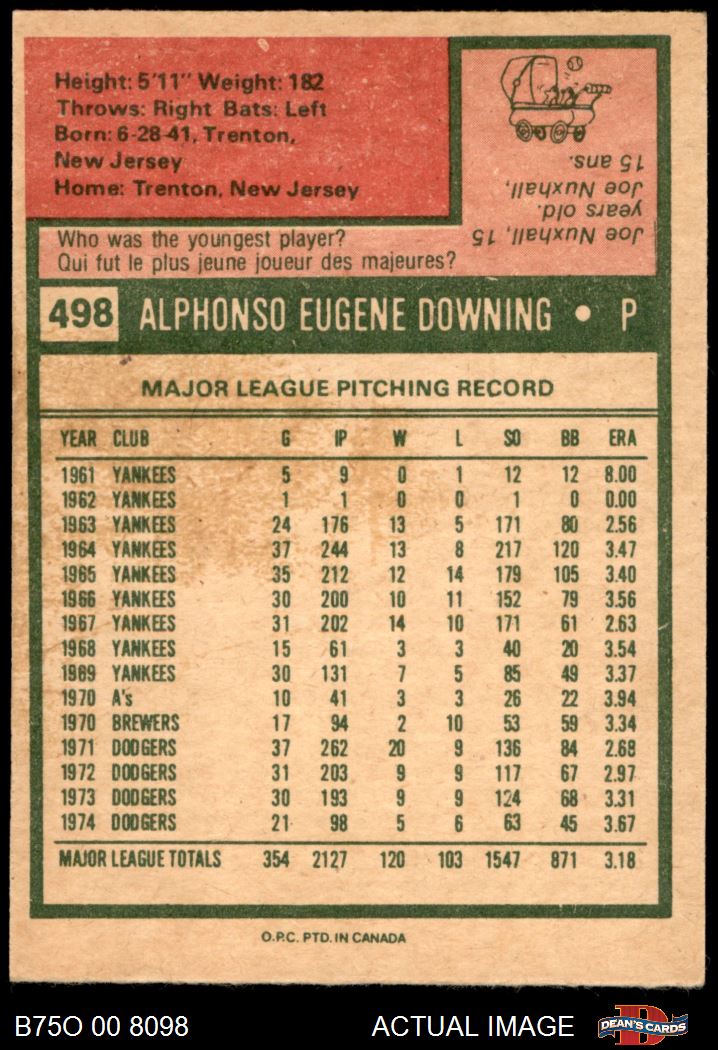 Height: 5'11" Weight: 182
Throws: Right Bats: Left
Born: 6-28-41, Trenton,
New Jersey
Home: Trenton, New Jersey
Who was the youngest player?
Qui fut le plus jeune joueur des majeures?
Joe Nuxhall, 15
years old.
Joe Nuxhall,
15 ans.
498 ALPHONSO EUGENE DOWNING • P
MAJOR LEAGUE PITCHING RECORD
YEAR CLUB G IP W L SO BB ERA
1961 YANKEES 5 9 0 1 12 12 8.00
1962 YANKEES 1 1 0 0 1 0 0.00
1963 YANKEES 24 176 13 5 171 80 2.56
1964 YANKEES 37 244 13 8 217 120 3.47
1965 YANKEES 35 212 12 14 179 105 3.40
1966 YANKEES 30 200 10 11 152 79 3.56
1967 YANKEES 31 202 14 10 171 61 2.63
1968 YANKEES 15 61 3 3 40 20 3.54
1969 YANKEES 30 131 7 5 85 49 3.37
1970 A's 10 41 3 3 26 22 3.94
1970 BREWERS 17 94 2 10 53 59 3.34
1971 DODGERS 37 262 20 9 136 84 2.68
1972 DODGERS 31 203 9 9 117 67 2.97
1973 DODGERS 30 193 9 9 124 68 3.31
1974 DODGERS 21 98 5 6 63 45 3.67
MAJOR LEAGUE TOTALS 354 2127 120 103 1547 871 3.18
O.P.C. PTD. IN CANADA
B75O 00 8098 ACTUAL IMAGE
D
DEAN'S CARDS